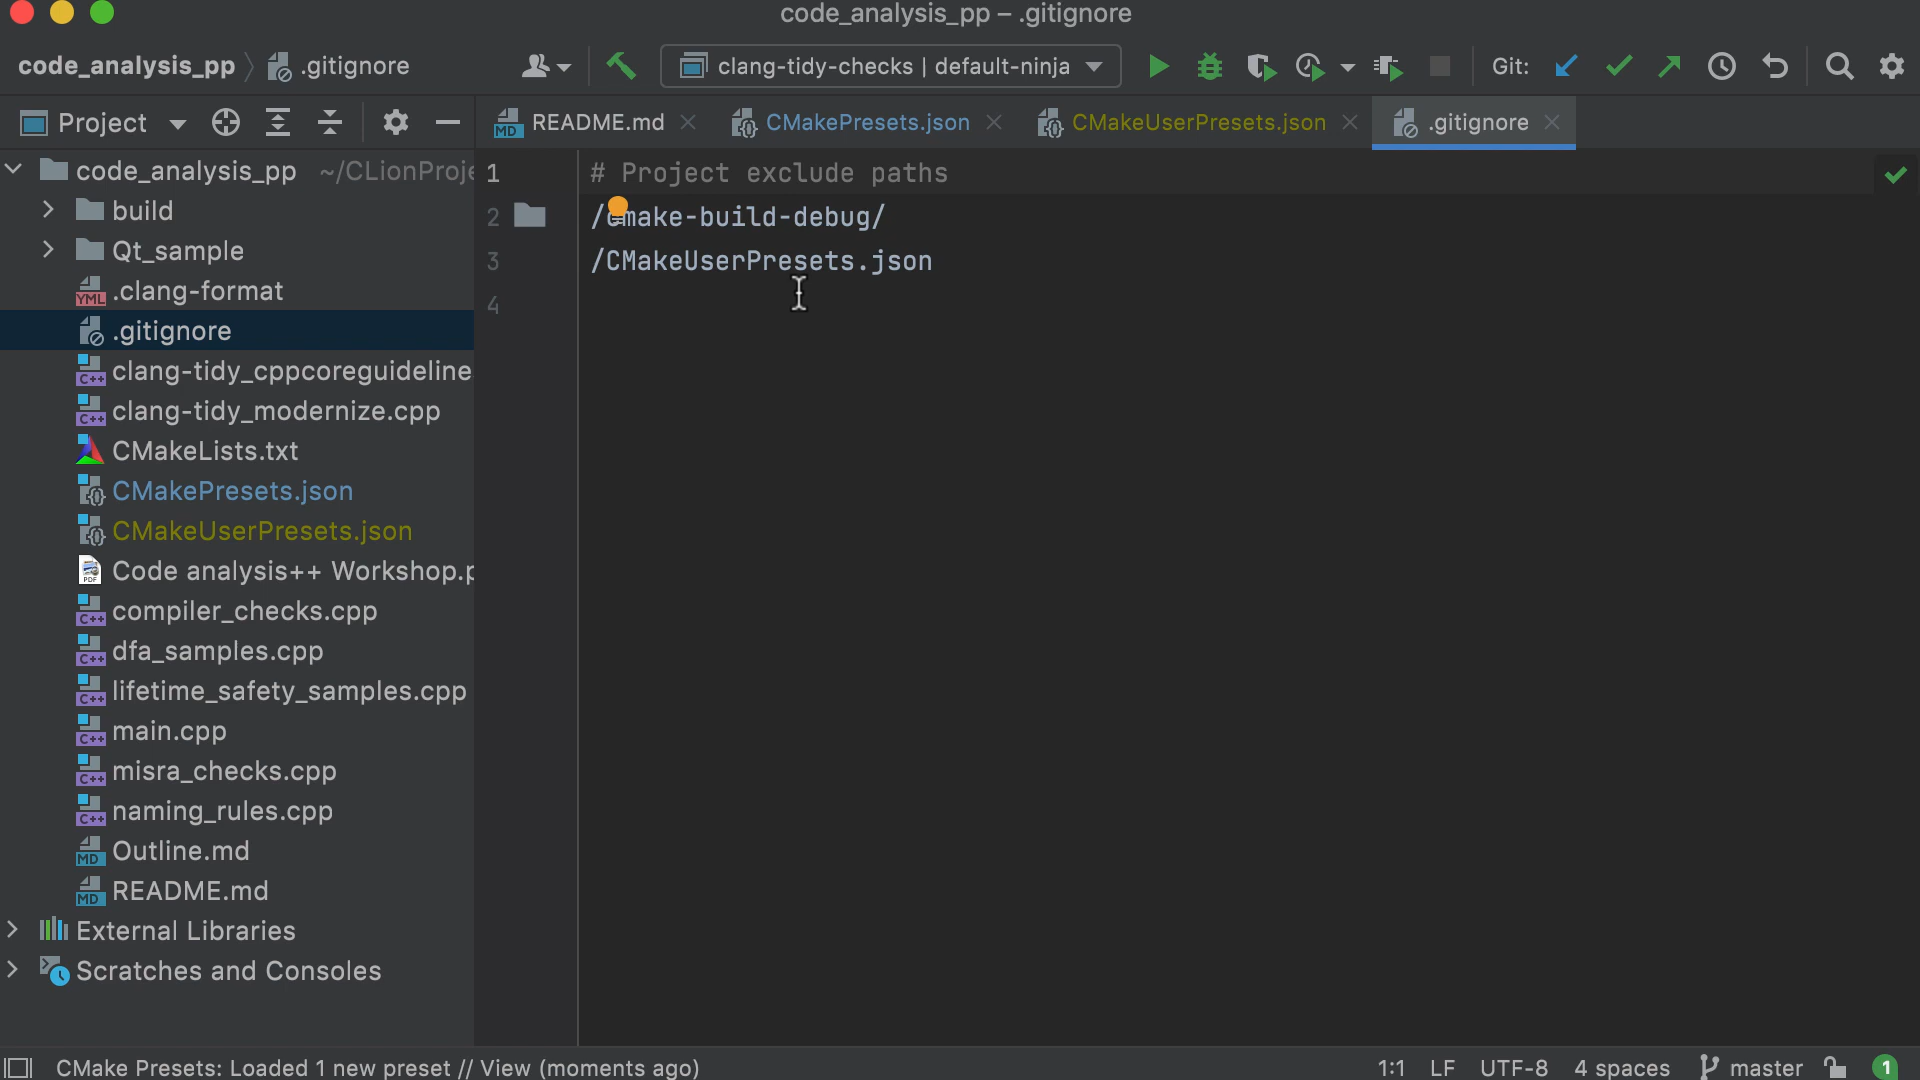 code_analysis_pp – .gitignore
code_analysis_pp
.gitignore
clang-tidy-checks | default-ninja
Git:
Project
README.md
CMakePresets.json
CMakeUserPresets.json
.gitignore
code_analysis_pp ~/CLionProje
build
Qt_sample
.clang-format
.gitignore
clang-tidy_cppcoreguideline
clang-tidy_modernize.cpp
CMakeLists.txt
CMakePresets.json
CMakeUserPresets.json
Code analysis++ Workshop.p
compiler_checks.cpp
dfa_samples.cpp
lifetime_safety_samples.cpp
main.cpp
misra_checks.cpp
naming_rules.cpp
Outline.md
README.md
External Libraries
Scratches and Consoles
1 # Project exclude paths
2 /cmake-build-debug/
3 /CMakeUserPresets.json
4
CMake Presets: Loaded 1 new preset // View (moments ago)
1:1 LF UTF-8 4 spaces master 1